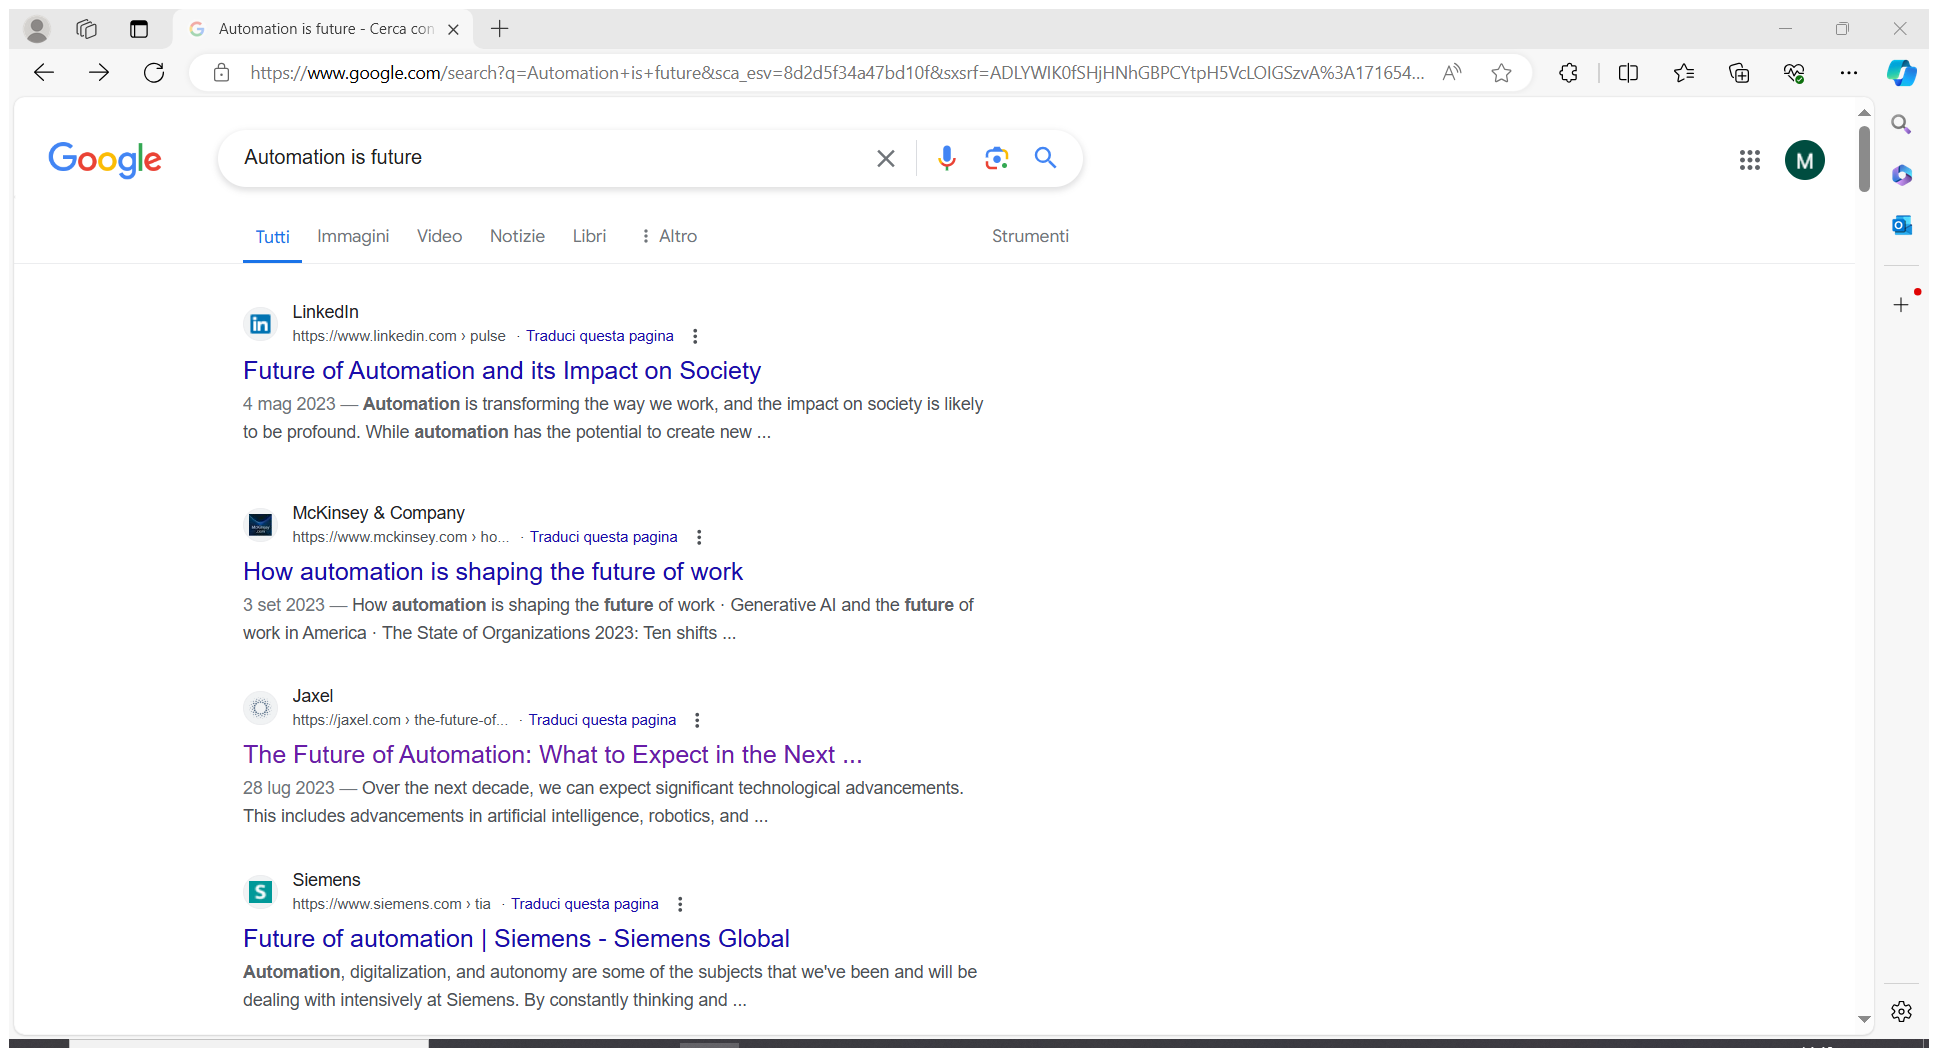 Automation is future - Cerca con
https://www.google.com/search?q=Automation+is+future&sca_esv=8d2d5f34a47bd10f&sxsrf=ADLYWIK0fSHjHNhGBPCYtpH5VcLOIGSzvA%3A171654...
Google
Automation is future
M
Tutti Immagini Video Notizie Libri Altro Strumenti
LinkedIn
https://www.linkedin.com › pulse · Traduci questa pagina
Future of Automation and its Impact on Society
4 mag 2023 — Automation is transforming the way we work, and the impact on society is likely
to be profound. While automation has the potential to create new ...
McKinsey & Company
https://www.mckinsey.com › ho... · Traduci questa pagina
How automation is shaping the future of work
3 set 2023 — How automation is shaping the future of work · Generative AI and the future of
work in America · The State of Organizations 2023: Ten shifts ...
Jaxel
https://jaxel.com › the-future-of... · Traduci questa pagina
The Future of Automation: What to Expect in the Next ...
28 lug 2023 — Over the next decade, we can expect significant technological advancements.
This includes advancements in artificial intelligence, robotics, and ...
Siemens
https://www.siemens.com › tia · Traduci questa pagina
Future of automation | Siemens - Siemens Global
Automation, digitalization, and autonomy are some of the subjects that we've been and will be
dealing with intensively at Siemens. By constantly thinking and ...